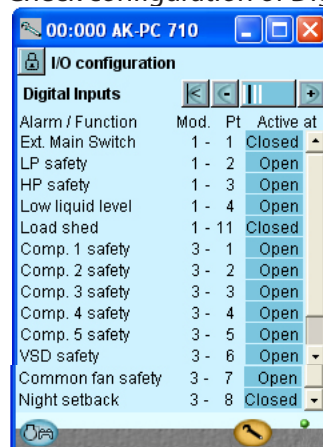 Check configuration of Di
00:000 AK-PC 710
I/O configuration
Digital Inputs
Alarm / Function Mod. Pt Active at
Ext. Main Switch 1 - 1 Closed
LP safety 1 - 2 Open
HP safety 1 - 3 Open
Low liquid level 1 - 4 Open
Load shed 1 - 11 Closed
Comp. 1 safety 3 - 1 Open
Comp. 2 safety 3 - 2 Open
Comp. 3 safety 3 - 3 Open
Comp. 4 safety 3 - 4 Open
Comp. 5 safety 3 - 5 Open
VSD safety 3 - 6 Open
Common fan safety 3 - 7 Open
Night setback 3 - 8 Closed